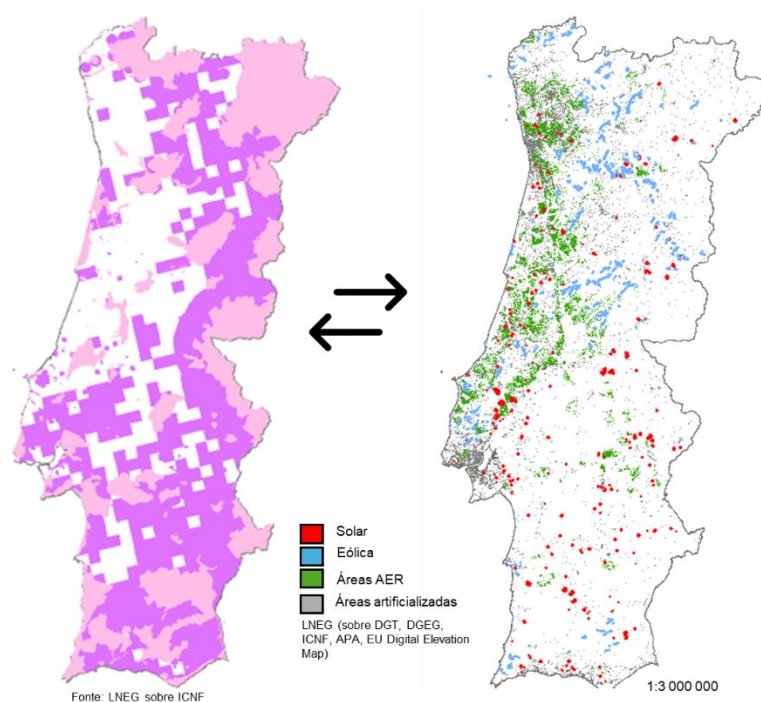 Solar
Eólica
Áreas AER
Áreas artificializadas
LNEG (sobre DGT, DGEG,
ICNF, APA, EU Digital Elevation
Map)
Fonte: LNEG sobre ICNF
1:3 000 000